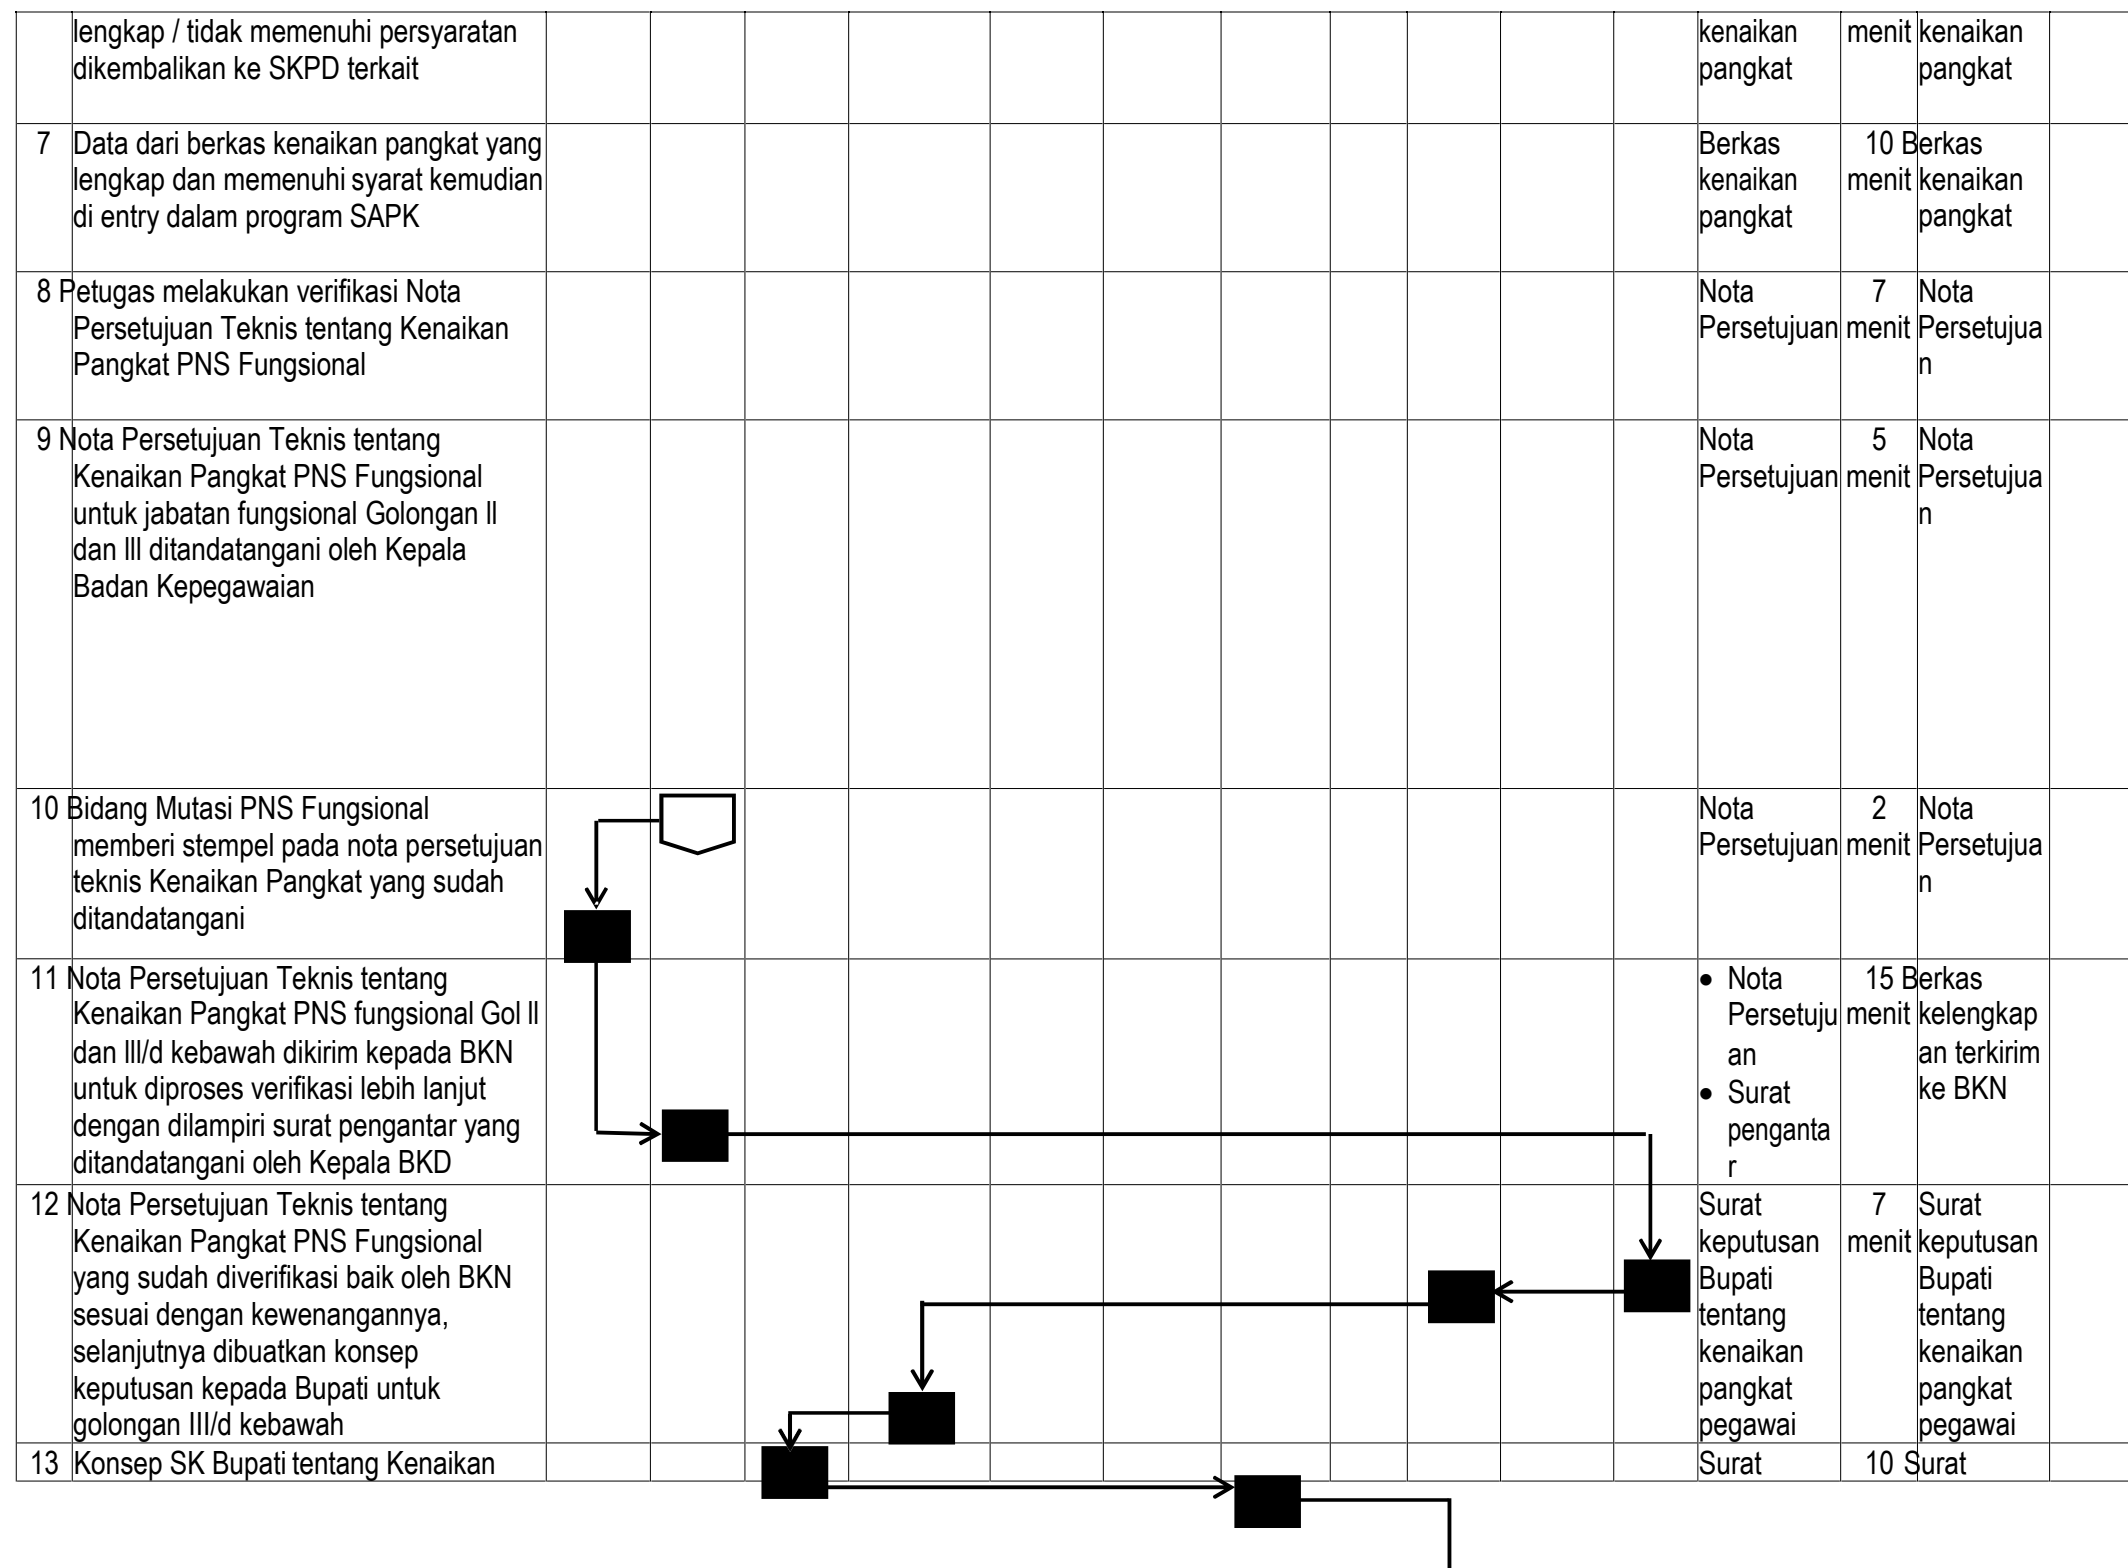 lengkap / tidak memenuhi persyaratan
dikembalikan ke SKPD terkait
kenaikan
pangkat
menit
kenaikan
pangkat
7
Data dari berkas kenaikan pangkat yang
lengkap dan memenuhi syarat kemudian
di entry dalam program SAPK
Berkas
kenaikan
pangkat
10
menit
Berkas
kenaikan
pangkat
8
Petugas melakukan verifikasi Nota
Persetujuan Teknis tentang Kenaikan
Pangkat PNS Fungsional
Nota
Persetujuan
7
menit
Nota
Persetujua
n
9
Nota Persetujuan Teknis tentang
Kenaikan Pangkat PNS Fungsional
untuk jabatan fungsional Golongan II
dan III ditandatangani oleh Kepala
Badan Kepegawaian
Nota
Persetujuan
5
menit
Nota
Persetujua
n
10
Bidang Mutasi PNS Fungsional
memberi stempel pada nota persetujuan
teknis Kenaikan Pangkat yang sudah
ditandatangani
Nota
Persetujuan
2
menit
Nota
Persetujua
n
11
Nota Persetujuan Teknis tentang
Kenaikan Pangkat PNS fungsional Gol II
dan III/d kebawah dikirim kepada BKN
untuk diproses verifikasi lebih lanjut
dengan dilampiri surat pengantar yang
ditandatangani oleh Kepala BKD
• Nota
Persetuju
an
• Surat
penganta
r
15
menit
Berkas
kelengkap
an terkirim
ke BKN
12
Nota Persetujuan Teknis tentang
Kenaikan Pangkat PNS Fungsional
yang sudah diverifikasi baik oleh BKN
sesuai dengan kewenangannya,
selanjutnya dibuatkan konsep
keputusan kepada Bupati untuk
golongan III/d kebawah
Surat
keputusan
Bupati
tentang
kenaikan
pangkat
pegawai
7
menit
Surat
keputusan
Bupati
tentang
kenaikan
pangkat
pegawai
13
Konsep SK Bupati tentang Kenaikan
Surat
10
Surat